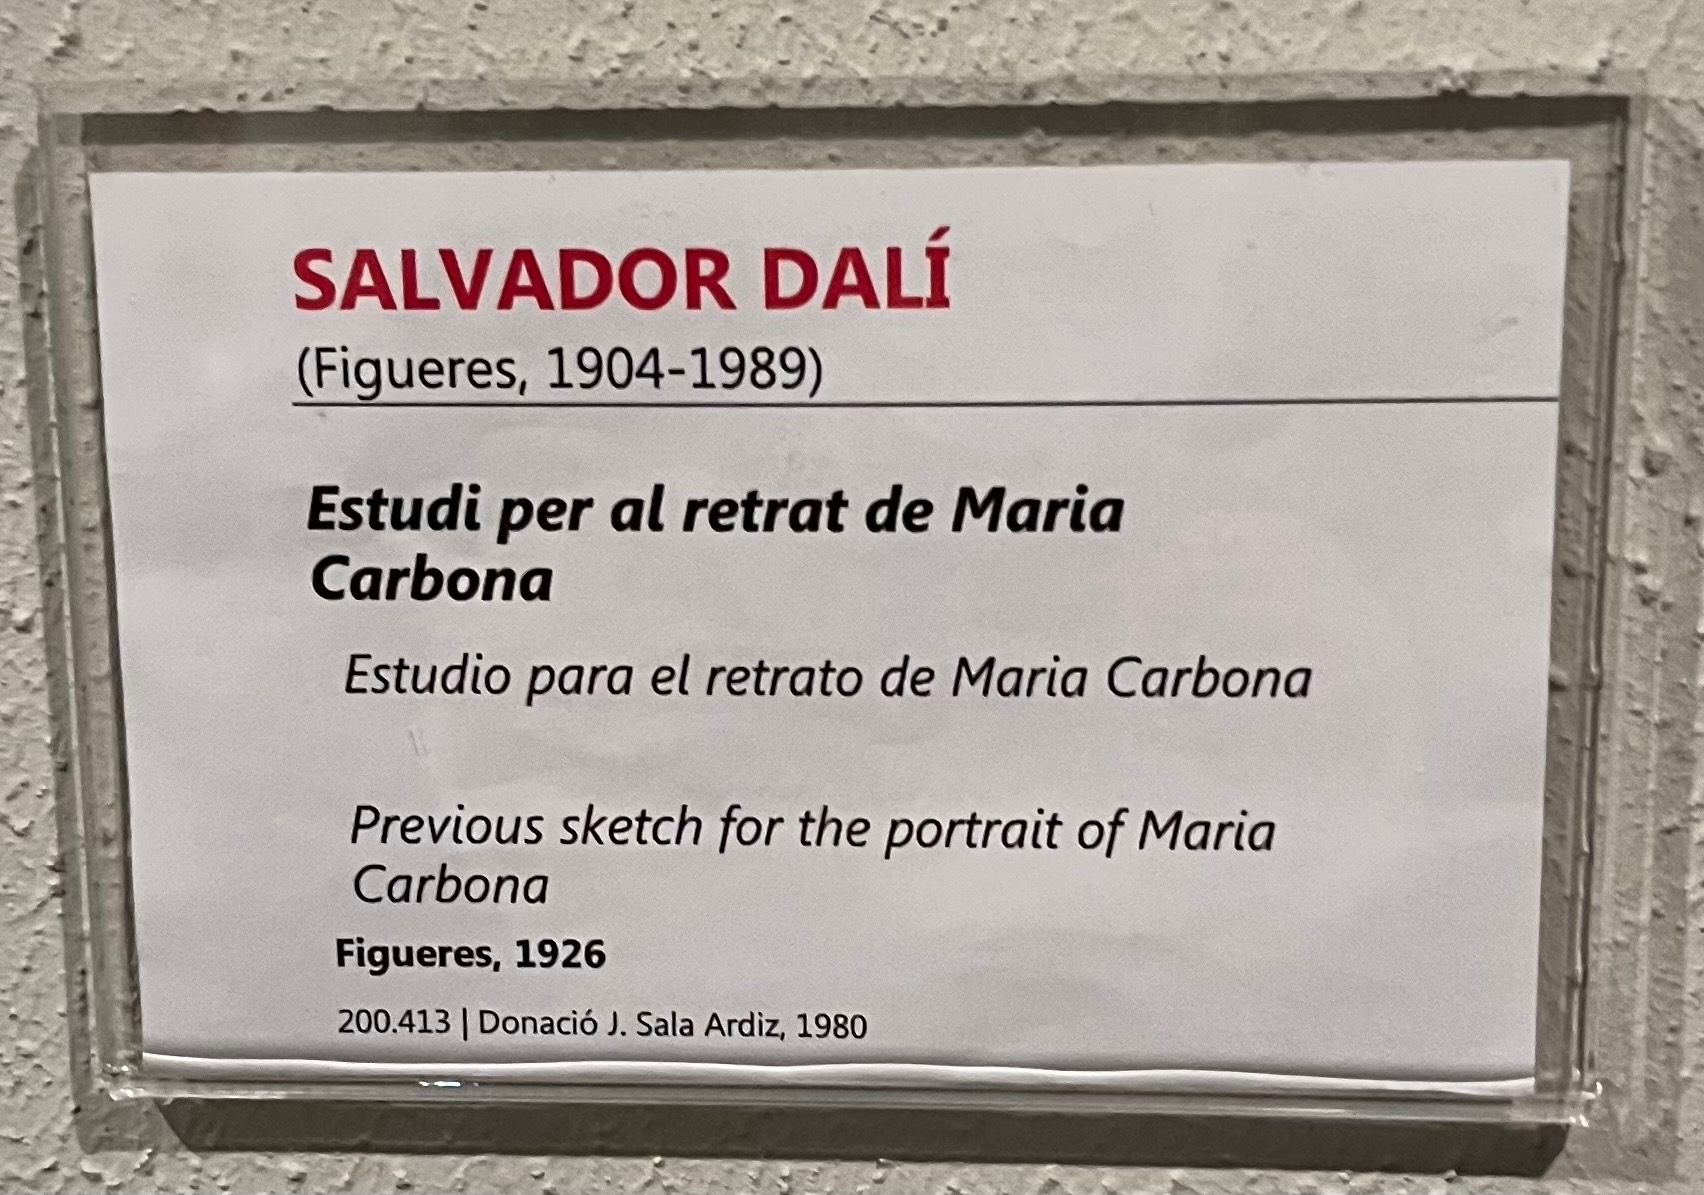 SALVADOR DALÍ
(Figueres, 1904-1989)
Estudi per al retrat de Maria
Carbona
Estudio para el retrato de Maria Carbona
Previous sketch for the portrait of Maria
Carbona
Figueres, 1926
200.413 | Donació J. Sala Ardiz, 1980